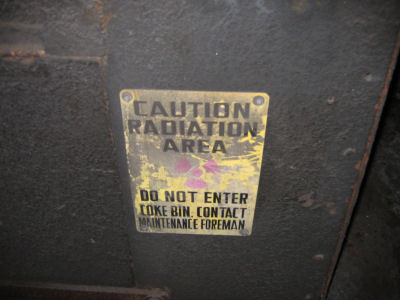 CAUTION
RADIATION
AREA
DO NOT ENTER
COKE BIN, CONTACT
MAINTENANCE FOREMAN